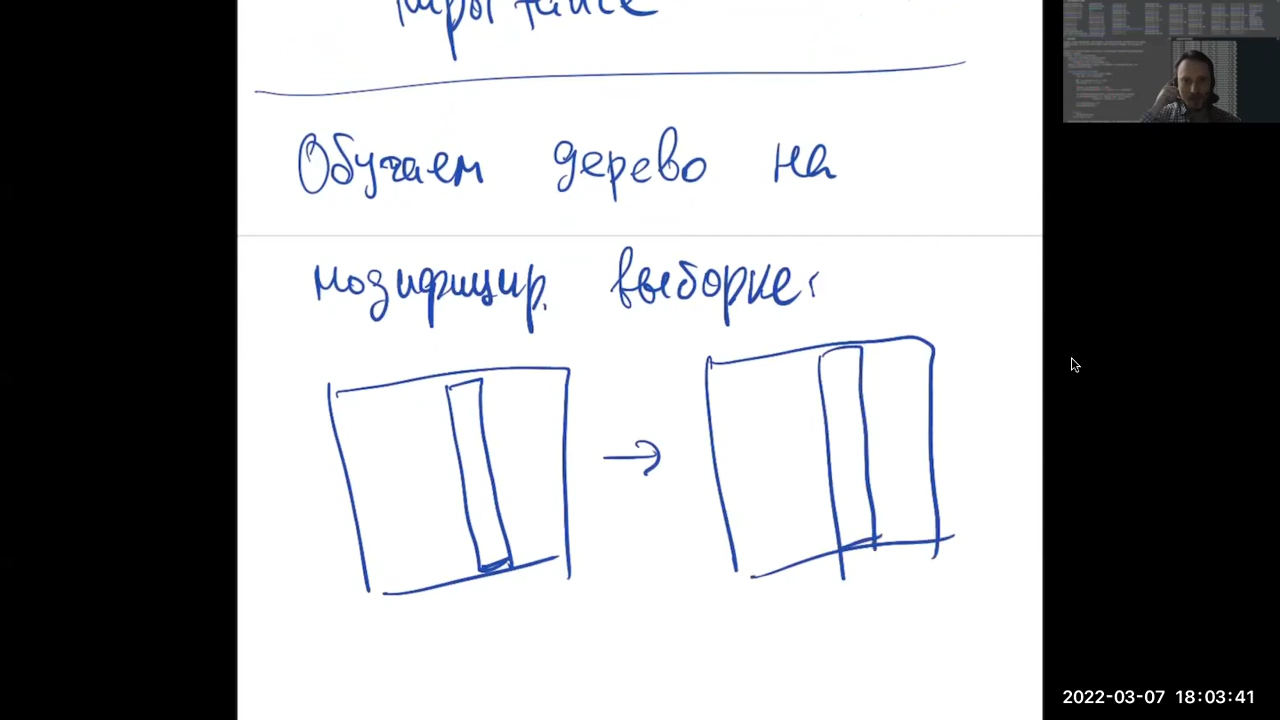 Обучаем дерево на
модифицир. выборке:
2022-03-07 18:03:41